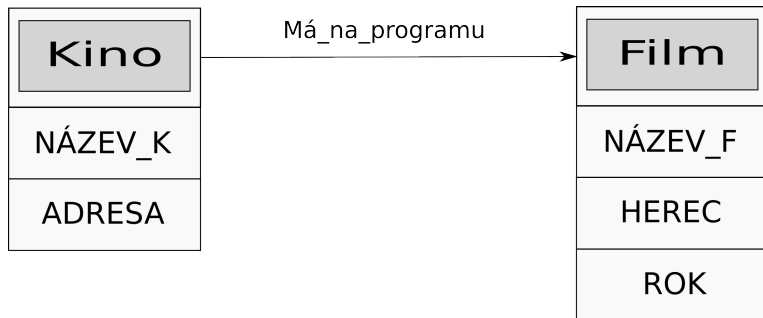 Kino
NÁZEV_K
ADRESA
Má_na_programu
Film
NÁZEV_F
HEREC
ROK